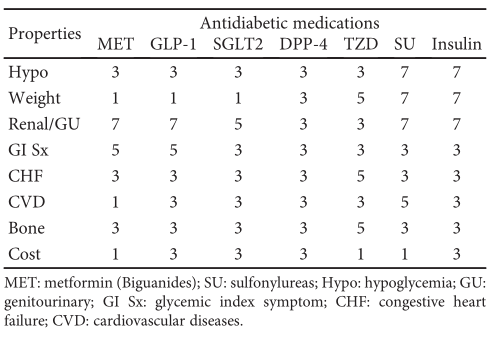 Properties Antidiabetic medications
MET GLP-1 SGLT2 DPP-4 TZD SU Insulin
Hypo 3 3 3 3 3 7 7
Weight 1 1 1 3 5 7 7
Renal/GU 7 7 5 3 3 7 7
GI Sx 5 5 3 3 3 3 3
CHF 3 3 3 3 5 3 3
CVD 1 3 3 3 3 5 3
Bone 3 3 3 3 5 3 3
Cost 1 3 3 3 1 1 3
MET: metformin (Biguanides); SU: sulfonylureas; Hypo: hypoglycemia; GU:
genitourinary; GI Sx: glycemic index symptom; CHF: congestive heart
failure; CVD: cardiovascular diseases.